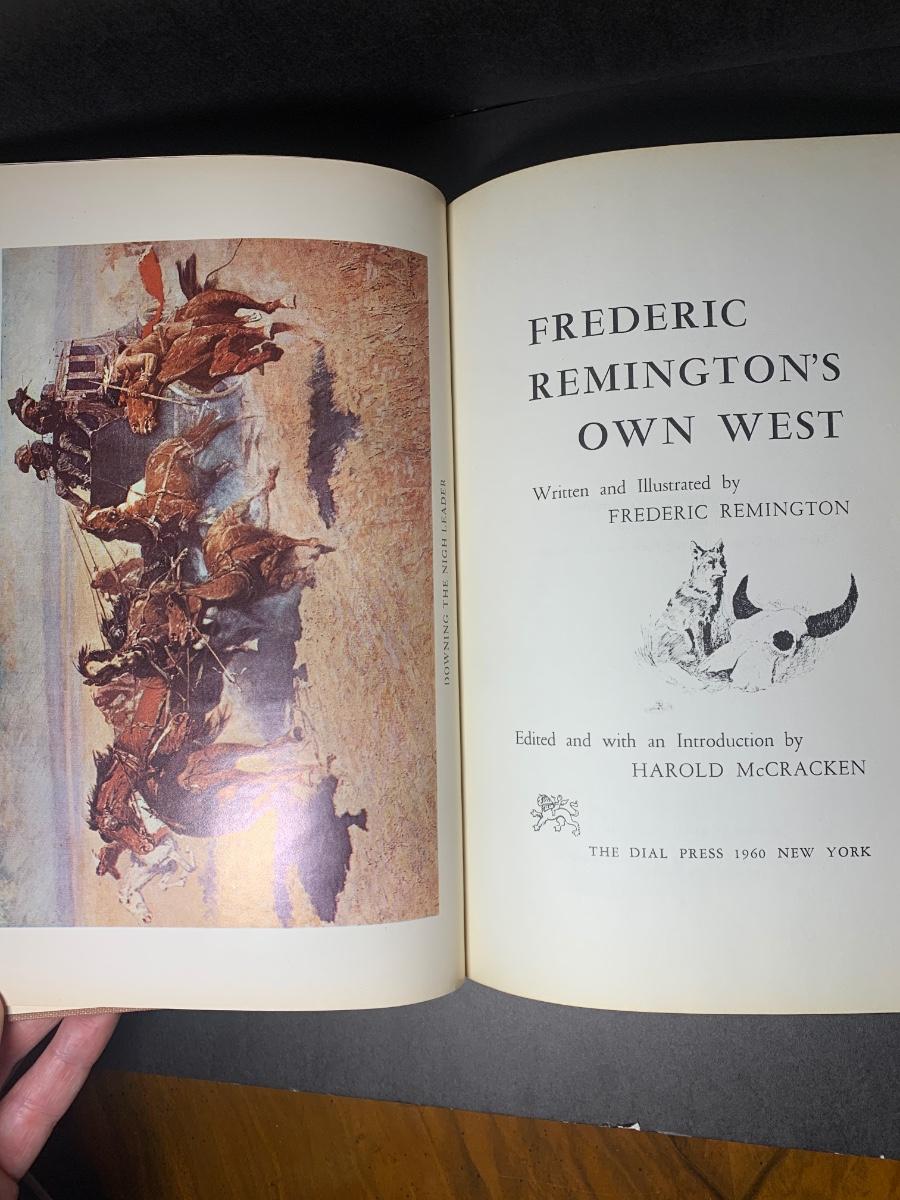 DOWNING THE NIGH LEADER
FREDERIC
REMINGTON'S
OWN WEST
Written and Illustrated by
FREDERIC REMINGTON
Edited and with an Introduction by
HAROLD McCRACKEN
THE DIAL PRESS 1960 NEW YORK